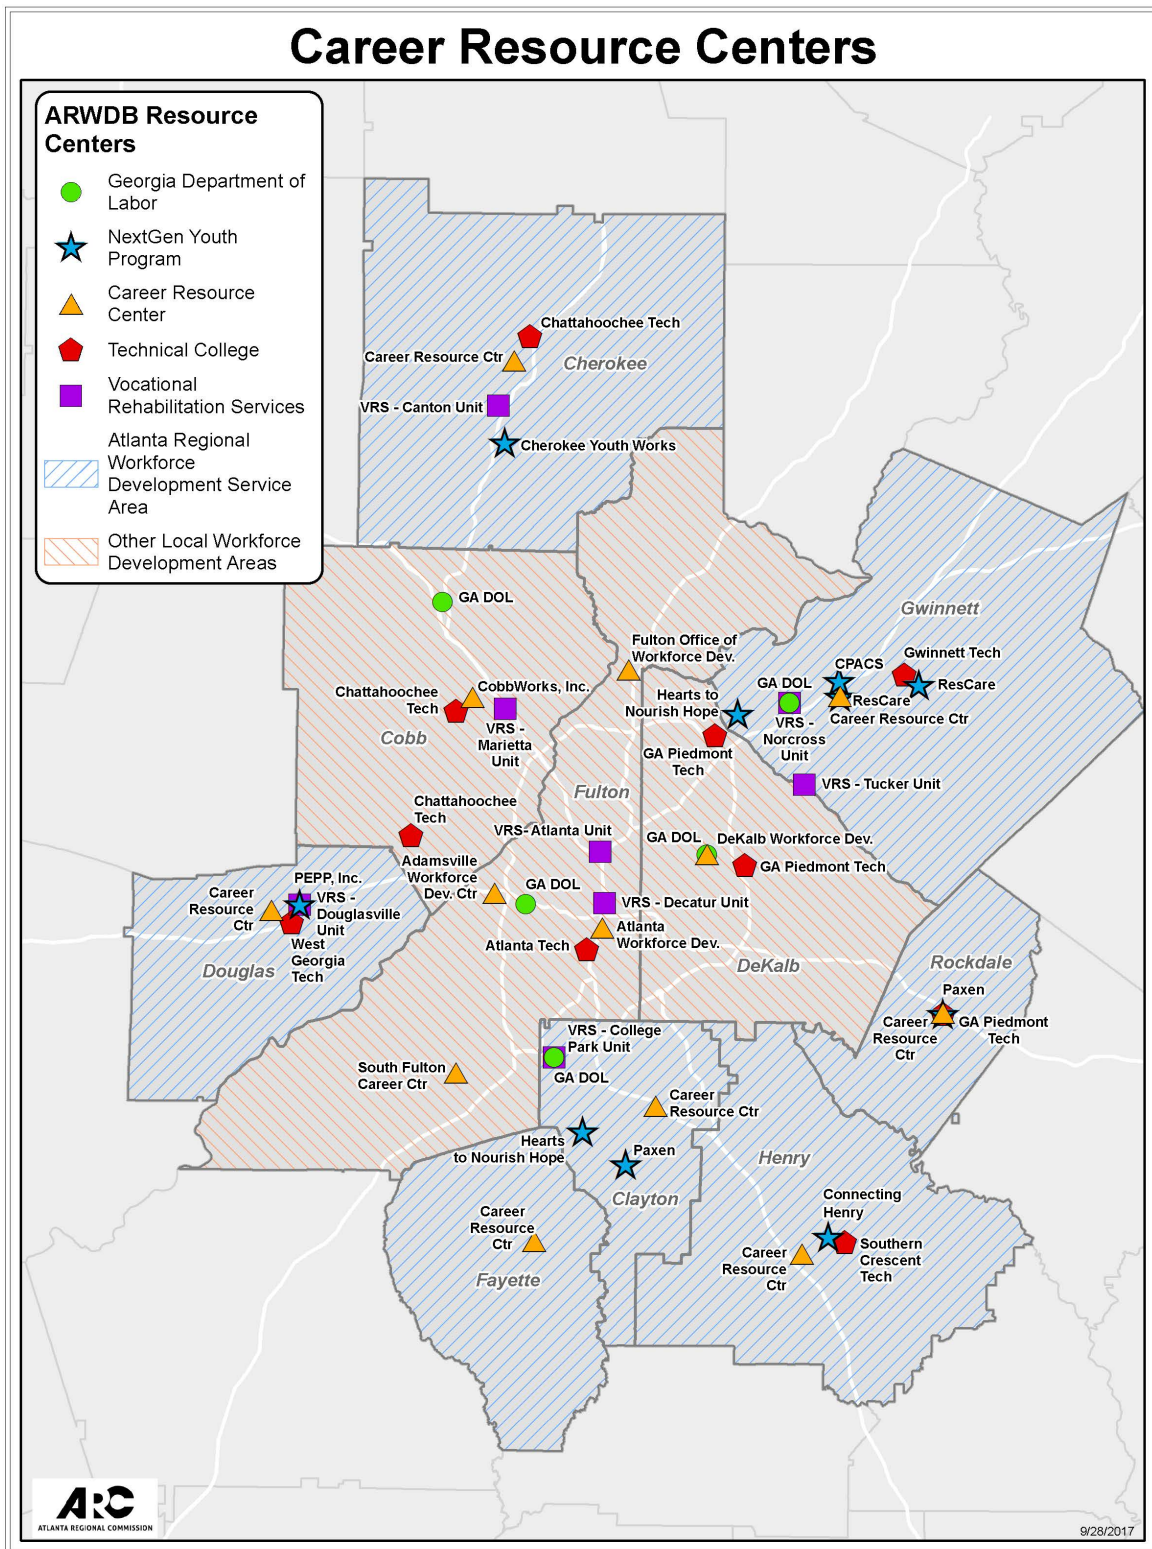 Career Resource Centers
ARWDB Resource
Centers
Georgia Department of
Labor
NextGen Youth
Program
Career Resource
Center
Technical College
Vocational
Rehabilitation Services
Atlanta Regional
Workforce
Development Service
Area
Other Local Workforce
Development Areas
Chattahoochee Tech
Career Resource Ctr
Cherokee
VRS - Canton Unit
Cherokee Youth Works
GA DOL
Gwinnett
Fulton Office of
Workforce Dev.
CPACS
Gwinnett Tech
GA DOL
ResCare
CobbWorks, Inc.
Chattahoochee
Tech
Hearts to
Nourish Hope
ResCare
Career Resource Ctr
VRS -
Marietta
Unit
VRS -
Norcross
Unit
Cobb
GA Piedmont
Tech
VRS - Tucker Unit
Fulton
Chattahoochee
Tech
VRS- Atlanta Unit
GA DOL
DeKalb Workforce Dev.
GA Piedmont Tech
Adamsville
Workforce
Dev. Ctr
GA DOL
PEPP, Inc.
Career
Resource
Ctr
VRS -
Douglasville
Unit
VRS - Decatur Unit
Atlanta
Workforce Dev.
Atlanta Tech
West
Georgia
Tech
Douglas
DeKalb
Rockdale
Paxen
Career
Resource
Ctr
GA Piedmont
Tech
VRS - College
Park Unit
GA DOL
South Fulton
Career Ctr
Career
Resource Ctr
Hearts
to Nourish Hope
Paxen
Henry
Clayton
Connecting
Henry
Career
Resource
Ctr
Southern
Crescent
Tech
Career
Resource
Ctr
Fayette
ARC
ATLANTA REGIONAL COMMISSION
9/28/2017